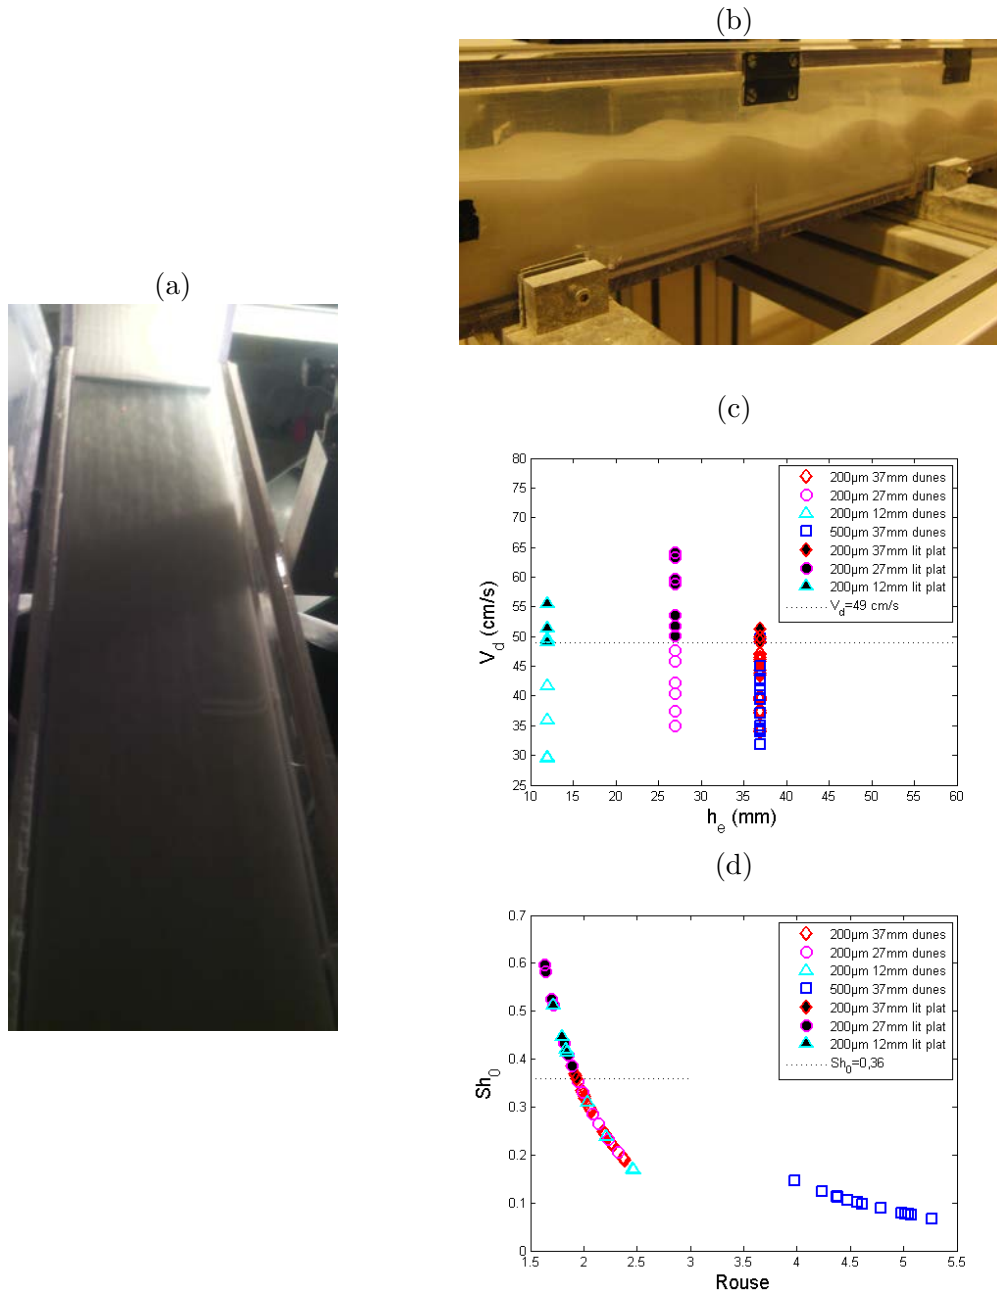 (b)
(a)
(c)
80
75
70
65
60
55
50
45
40
35
30
25
V_d (cm/s)
10 15 20 25 30 35 40 45 50 55 60
h_e (mm)
200µm 37mm dunes
200µm 27mm dunes
200µm 12mm dunes
500µm 37mm dunes
200µm 37mm lit plat
200µm 27mm lit plat
200µm 12mm lit plat
V_d=49 cm/s
(d)
0.7
0.6
0.5
0.4
0.3
0.2
0.1
0
Sh_0
1.5 2 2.5 3 3.5 4 4.5 5 5.5
Rouse
200µm 37mm dunes
200µm 27mm dunes
200µm 12mm dunes
500µm 37mm dunes
200µm 37mm lit plat
200µm 27mm lit plat
200µm 12mm lit plat
Sh_0=0,36